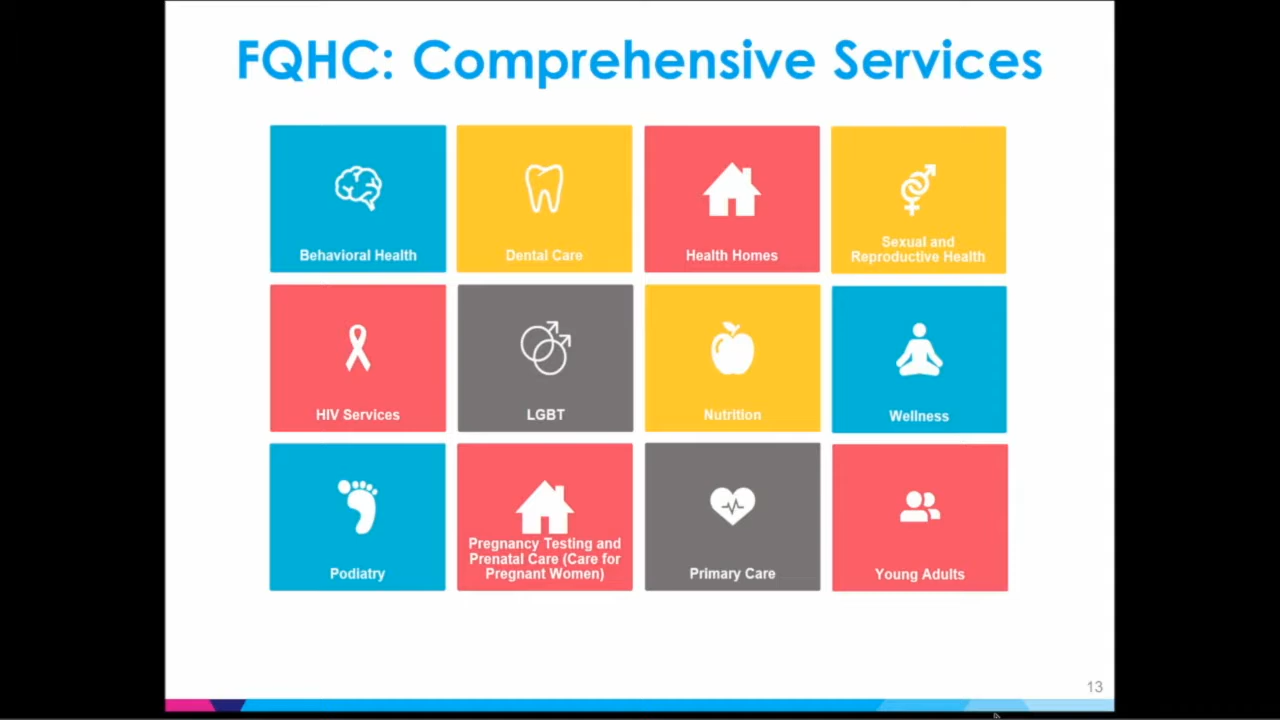 FQHC: Comprehensive Services
Behavioral Health
Dental Care
Health Homes
Sexual and
Reproductive Health
HIV Services
LGBT
Nutrition
Wellness
Podiatry
Pregnancy Testing and
Prenatal Care (Care for
Pregnant Women)
Primary Care
Young Adults
13